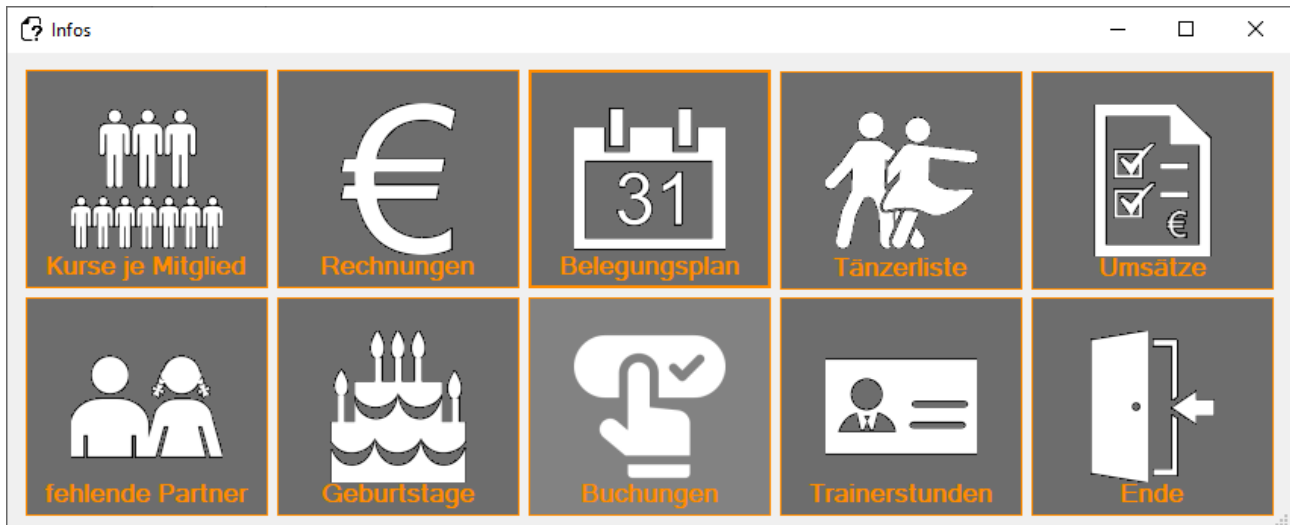 Infos
Kurse je Mitglied
Rechnungen
31
Belegungsplan
Tänzerliste
€
Umsätze
fehlende Partner
Geburtstage
Buchungen
Trainerstunden
Ende